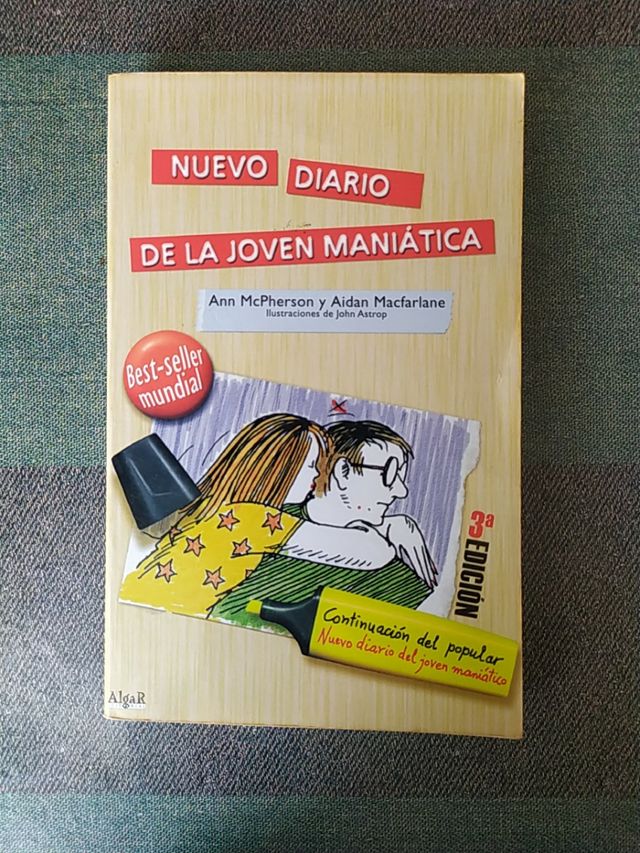 NUEVO DIARIO
DE LA JOVEN MANIÁTICA
Ann McPherson y Aidan Macfarlane
Ilustraciones de John Astrop
Best-seller
mundial
3ª EDICIÓN
Continuación del popular
Nuevo diario del joven maniático
AlgaR